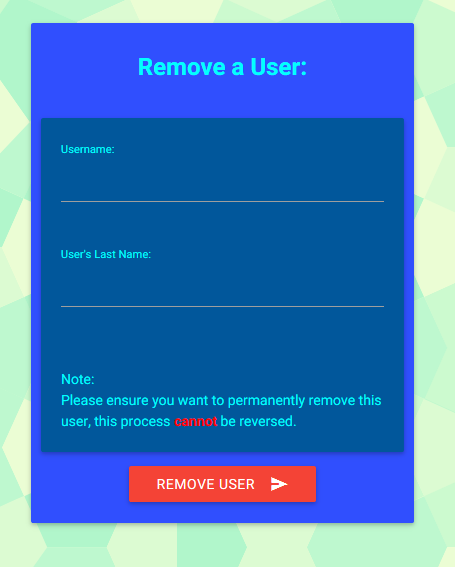 Remove a User:
Username:
User's Last Name:
Note:
Please ensure you want to permanently remove this
user, this process cannot be reversed.
REMOVE USER